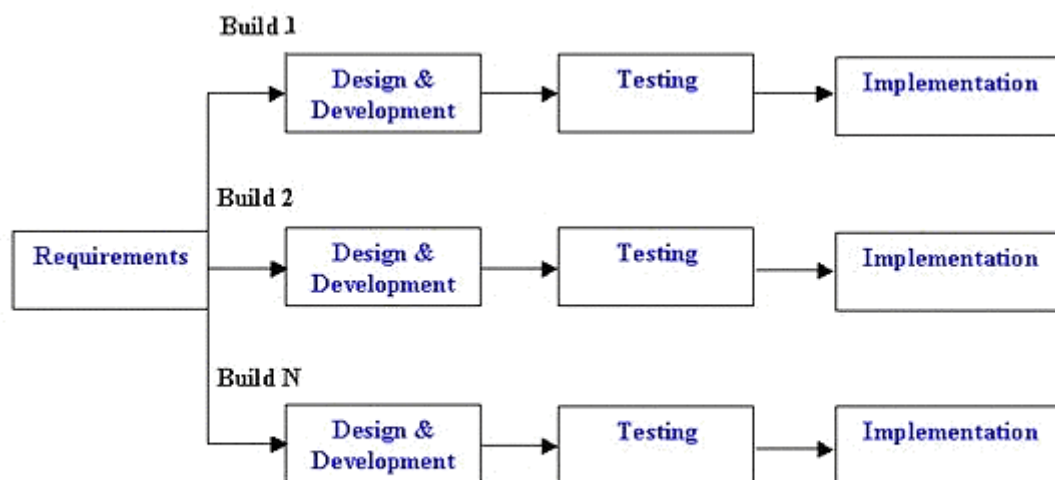 Build 1
Design &
Development
Testing
Implementation
Build 2
Requirements
Design &
Development
Testing
Implementation
Build N
Design &
Development
Testing
Implementation